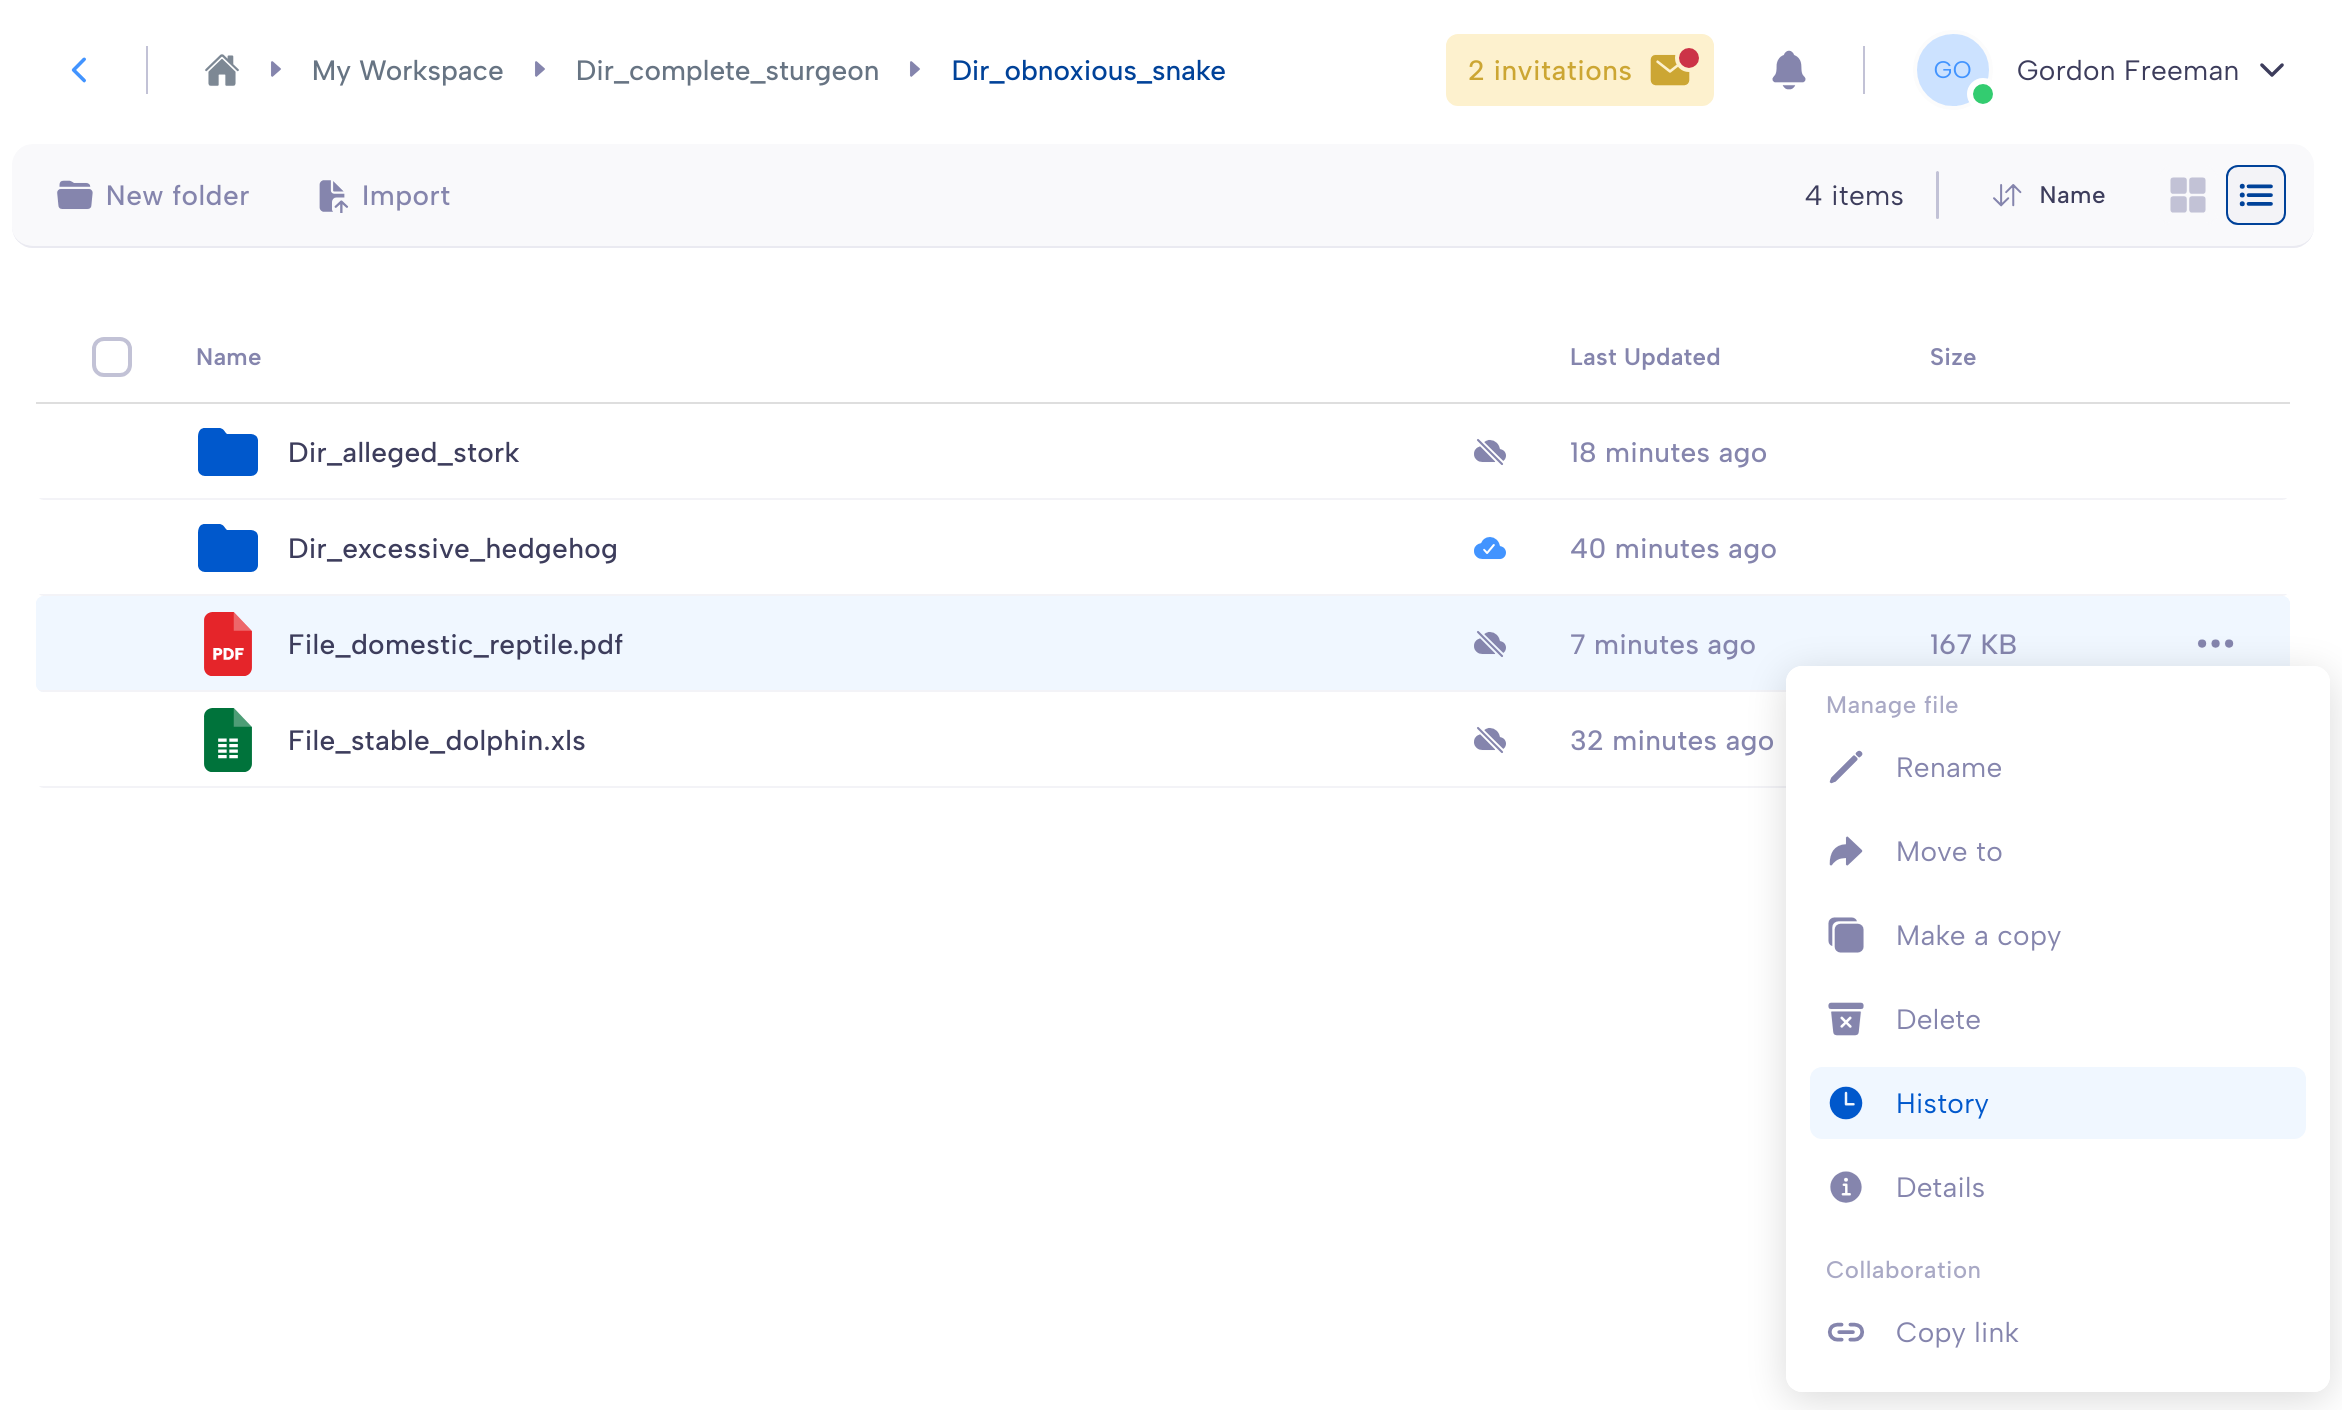 My Workspace Dir_complete_sturgeon Dir_obnoxious_snake 2 invitations GO Gordon Freeman
New folder Import 4 items Name
Name Last Updated Size
Dir_alleged_stork 18 minutes ago
Dir_excessive_hedgehog 40 minutes ago
PDF File_domestic_reptile.pdf 7 minutes ago 167 KB
File_stable_dolphin.xls 32 minutes ago
Manage file
Rename
Move to
Make a copy
Delete
History
Details
Collaboration
Copy link